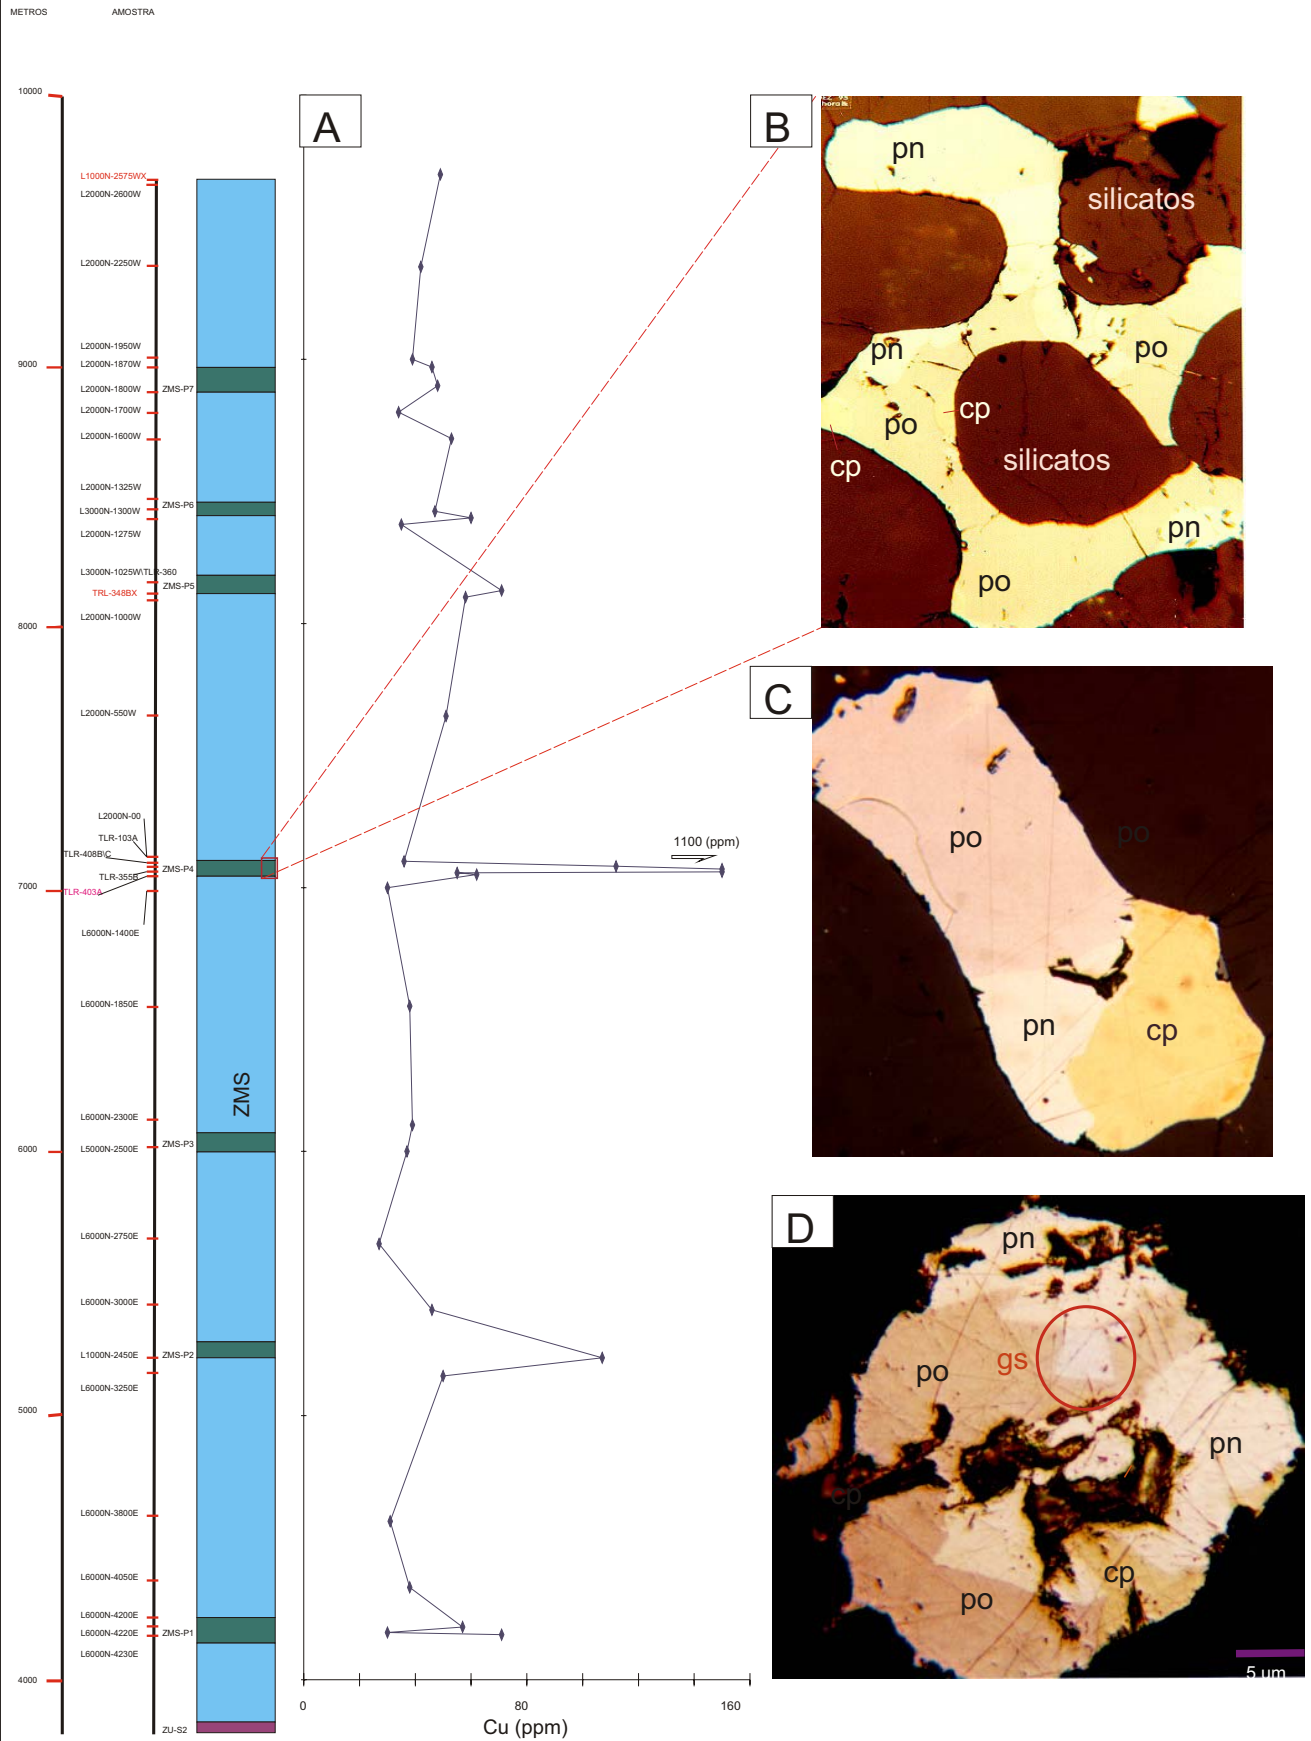 METROS
AMOSTRA
10000
9000
8000
7000
6000
5000
4000
L1000N-2575WX
L2000N-2600W
L2000N-2250W
L2000N-1950W
L2000N-1870W
L2000N-1800W
L2000N-1700W
L2000N-1600W
L2000N-1325W
L3000N-1300W
L2000N-1275W
L3000N-1025W\TLR-360
TRL-348BX
L2000N-1000W
L2000N-550W
L2000N-00
TLR-103A
TLR-408B\C
TLR-355B
TLR-403A
L6000N-1400E
L6000N-1850E
L6000N-2300E
L5000N-2500E
L6000N-2750E
L6000N-3000E
L1000N-2450E
L6000N-3250E
L6000N-3800E
L6000N-4050E
L6000N-4200E
L6000N-4220E
L6000N-4230E
ZMS-P7
ZMS-P6
ZMS-P5
ZMS-P4
ZMS-P3
ZMS-P2
ZMS-P1
ZU-S2
ZMS
A
1100 (ppm)
0
80
160
Cu (ppm)
B
pn
silicatos
pn
po
cp
po
silicatos
cp
pn
po
C
po
po
pn
cp
D
pn
gs
po
pn
cp
cp
po
5 um